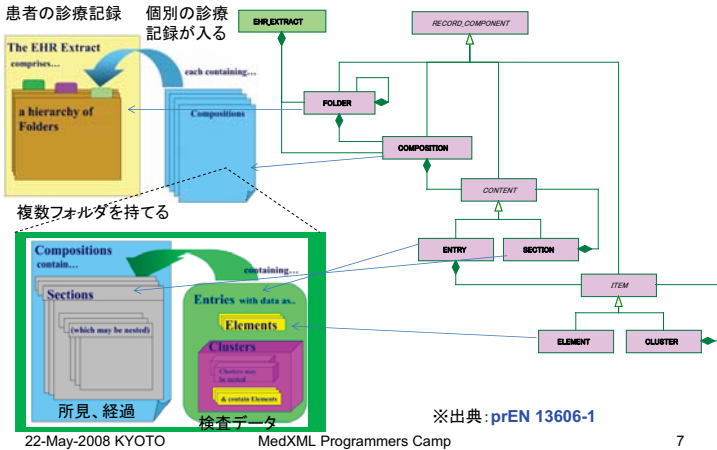 患者の診療記録
個別の診療
記録が入る
The EHR Extract
comprises…
a hierarchy of
Folders
each containing…
Compositions
複数フォルダを持てる
EHR_EXTRACT
RECORD_COMPONENT
FOLDER
COMPOSITION
CONTENT
ENTRY
SECTION
ITEM
ELEMENT
CLUSTER
Compositions
contain…
Sections
(which may be nested)
所見、経過
containing…
Entries with data as..
Elements
Clusters
Clusters may
be nested
& contain Elements
検査データ
※出典：prEN 13606-1
22-May-2008 KYOTO
MedXML Programmers Camp
7